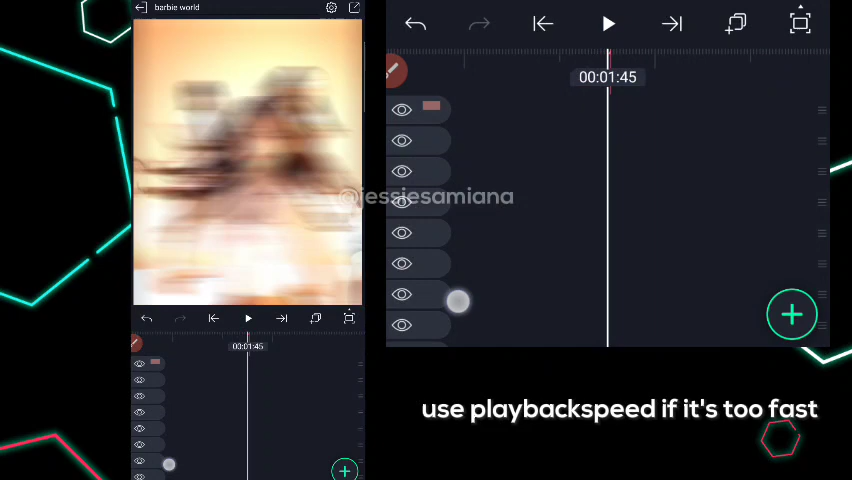 barbie world
00:01:45
@jessiesamiana
00:01:45
use playbackspeed if it's too fast